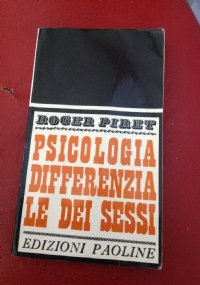 ROGER PIRET
PSICOLOGIA
DIFFERENZIA
LE DEI SESSI
EDIZIONI PAOLINE